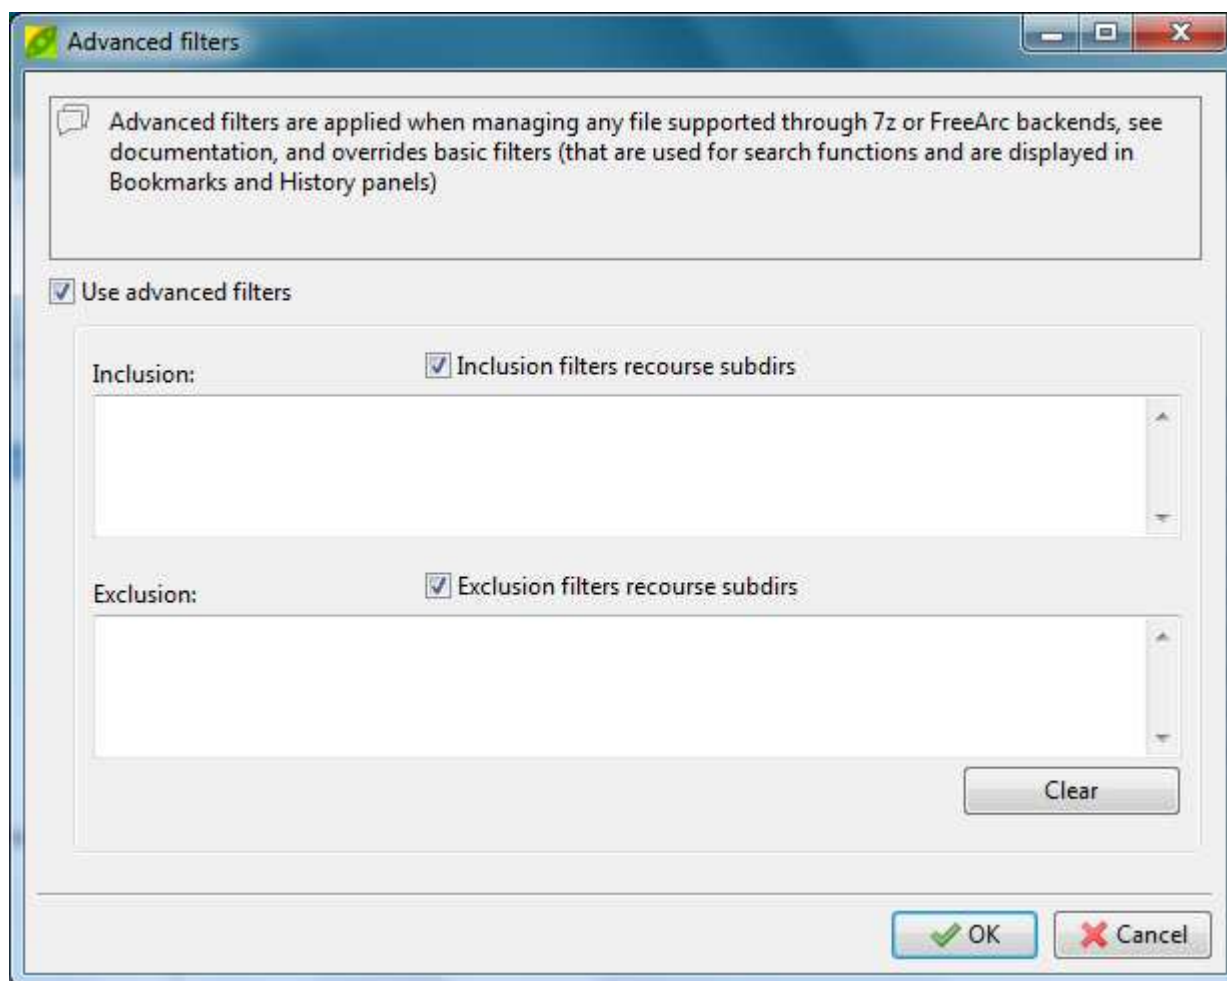 Advanced filters
Advanced filters are applied when managing any file supported through 7z or FreeArc backends, see
documentation, and overrides basic filters (that are used for search functions and are displayed in
Bookmarks and History panels)
Use advanced filters
Inclusion:
Inclusion filters recourse subdirs
Exclusion:
Exclusion filters recourse subdirs
Clear
OK
Cancel